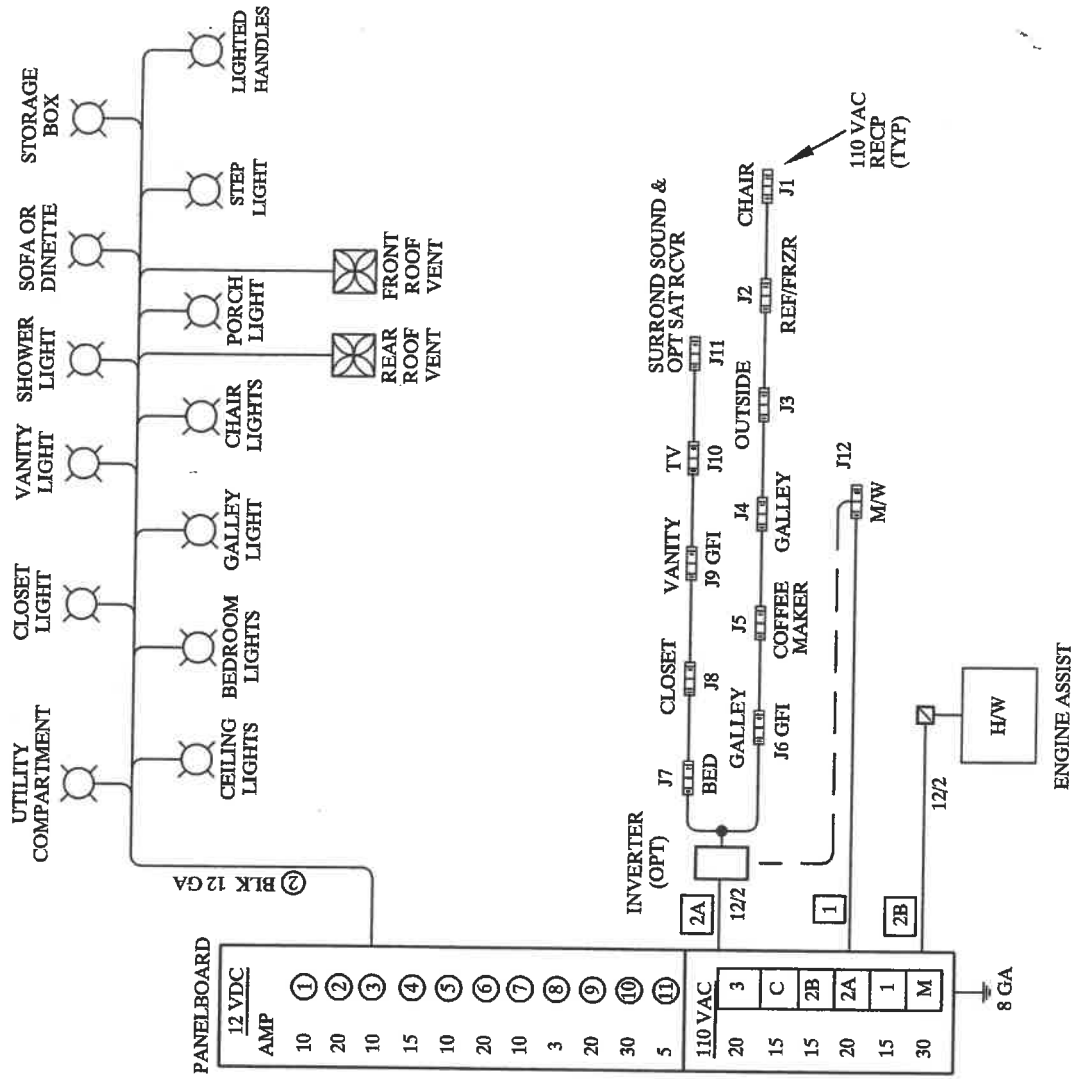 UTILITY
COMPARTMENT
CLOSET
LIGHT
VANITY
LIGHT
SHOWER
LIGHT
SOFA OR
DINETTE
STORAGE
BOX
CEILING
LIGHTS
BEDROOM
LIGHTS
GALLEY
LIGHT
CHAIR
LIGHTS
PORCH
LIGHT
STEP
LIGHT
LIGHTED
HANDLES
REAR
ROOF
VENT
FRONT
ROOF
VENT
2 BLK 12 GA
PANELBOARD
12 VDC
AMP
10 1
20 2
10 3
15 4
10 5
20 6
10 7
3 8
20 9
30 10
5 11
110 VAC
20 3
15 C
15 2B
20 2A
15 1
30 M
8 GA
INVERTER
(OPT)
2A
12/2
1
2B
12/2
J7
BED
CLOSET
J8
VANITY
J9 GFI
TV
J10
SURROND SOUND &
OPT SAT RCVR
J11
GALLEY
J6 GFI
J5
COFFEE
MAKER
J4
GALLEY
OUTSIDE
J3
J2
REF/FRZR
CHAIR
J1
110 VAC
RECP
(TYP)
J12
M/W
H/W
ENGINE ASSIST